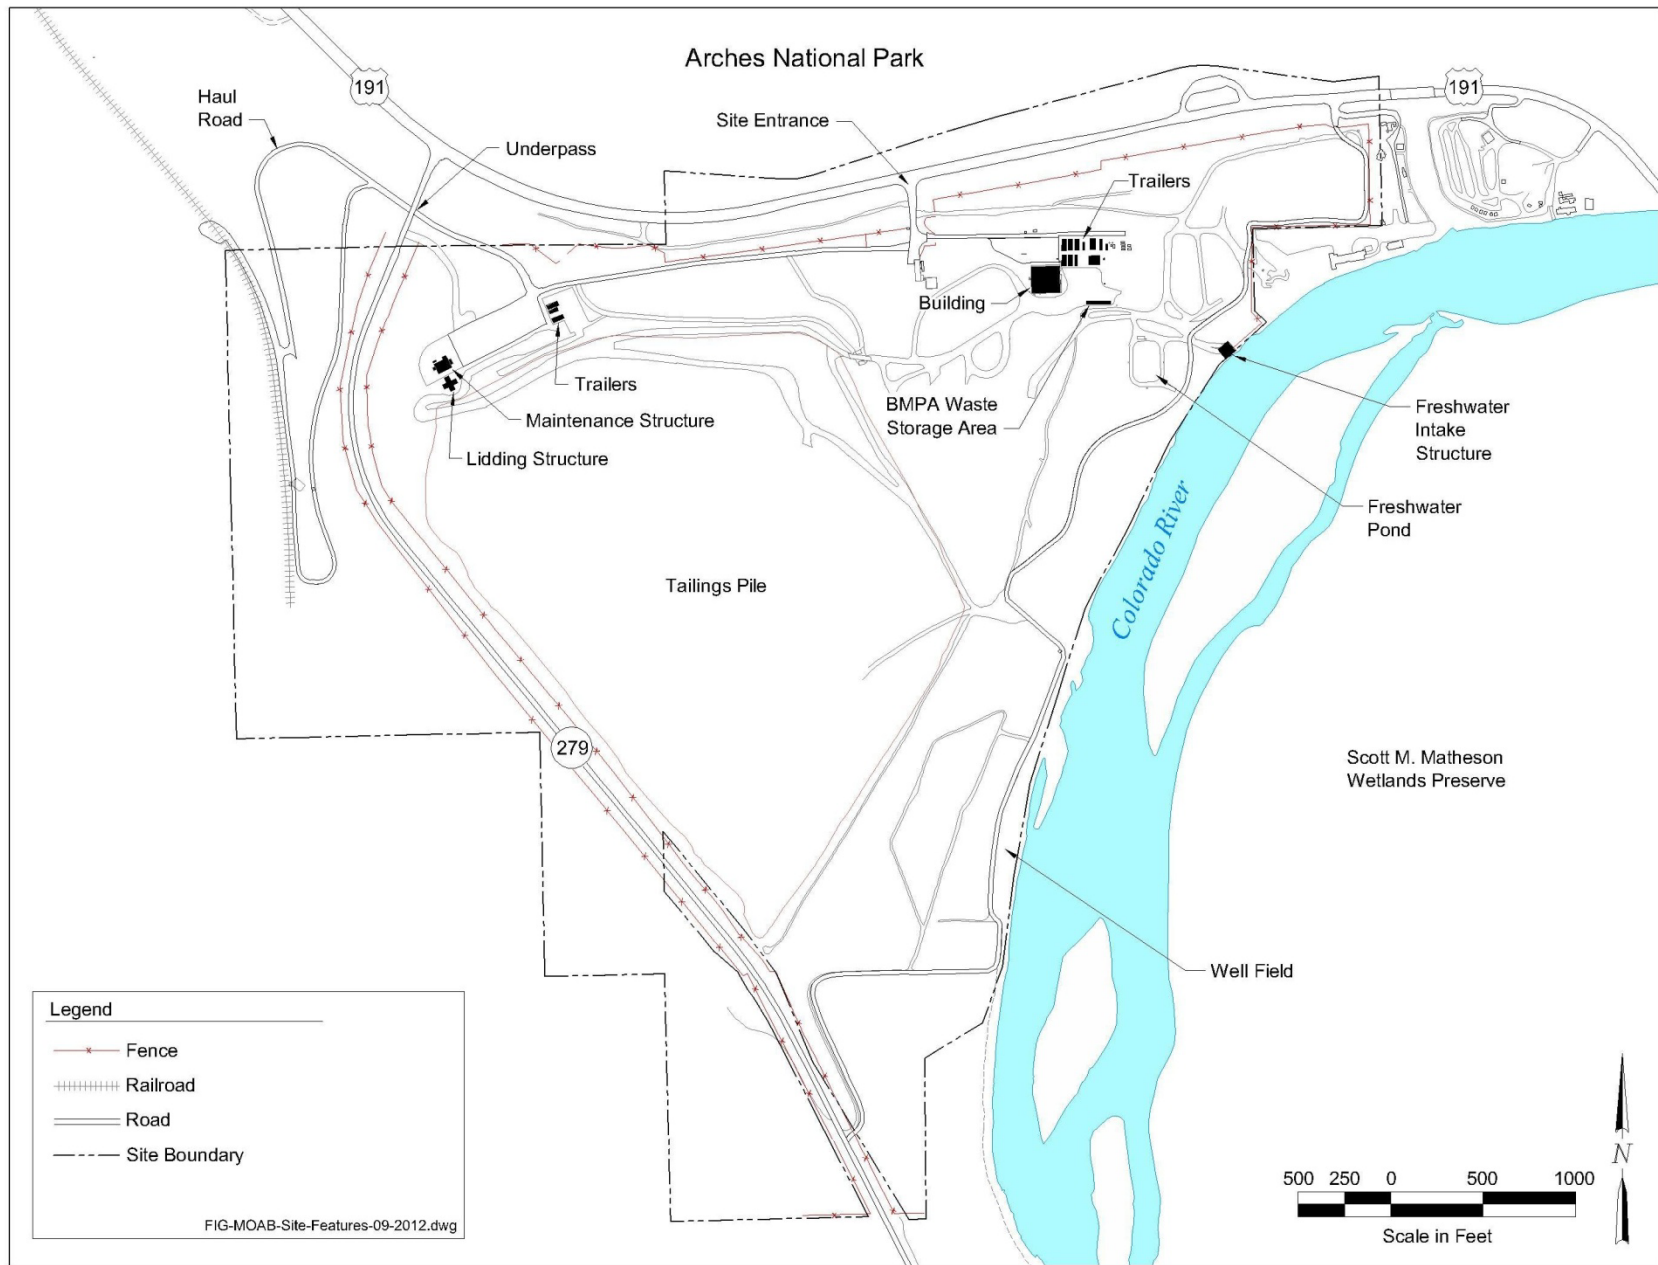 Arches National Park
191
191
Haul
Road
Underpass
Site Entrance
Trailers
Building
Trailers
Maintenance Structure
Lidding Structure
BMPA Waste
Storage Area
Freshwater
Intake
Structure
Freshwater
Pond
Colorado River
Tailings Pile
279
Scott M. Matheson
Wetlands Preserve
Well Field
Legend
Fence
Railroad
Road
Site Boundary
FIG-MOAB-Site-Features-09-2012.dwg
N
500 250 0 500 1000
Scale in Feet